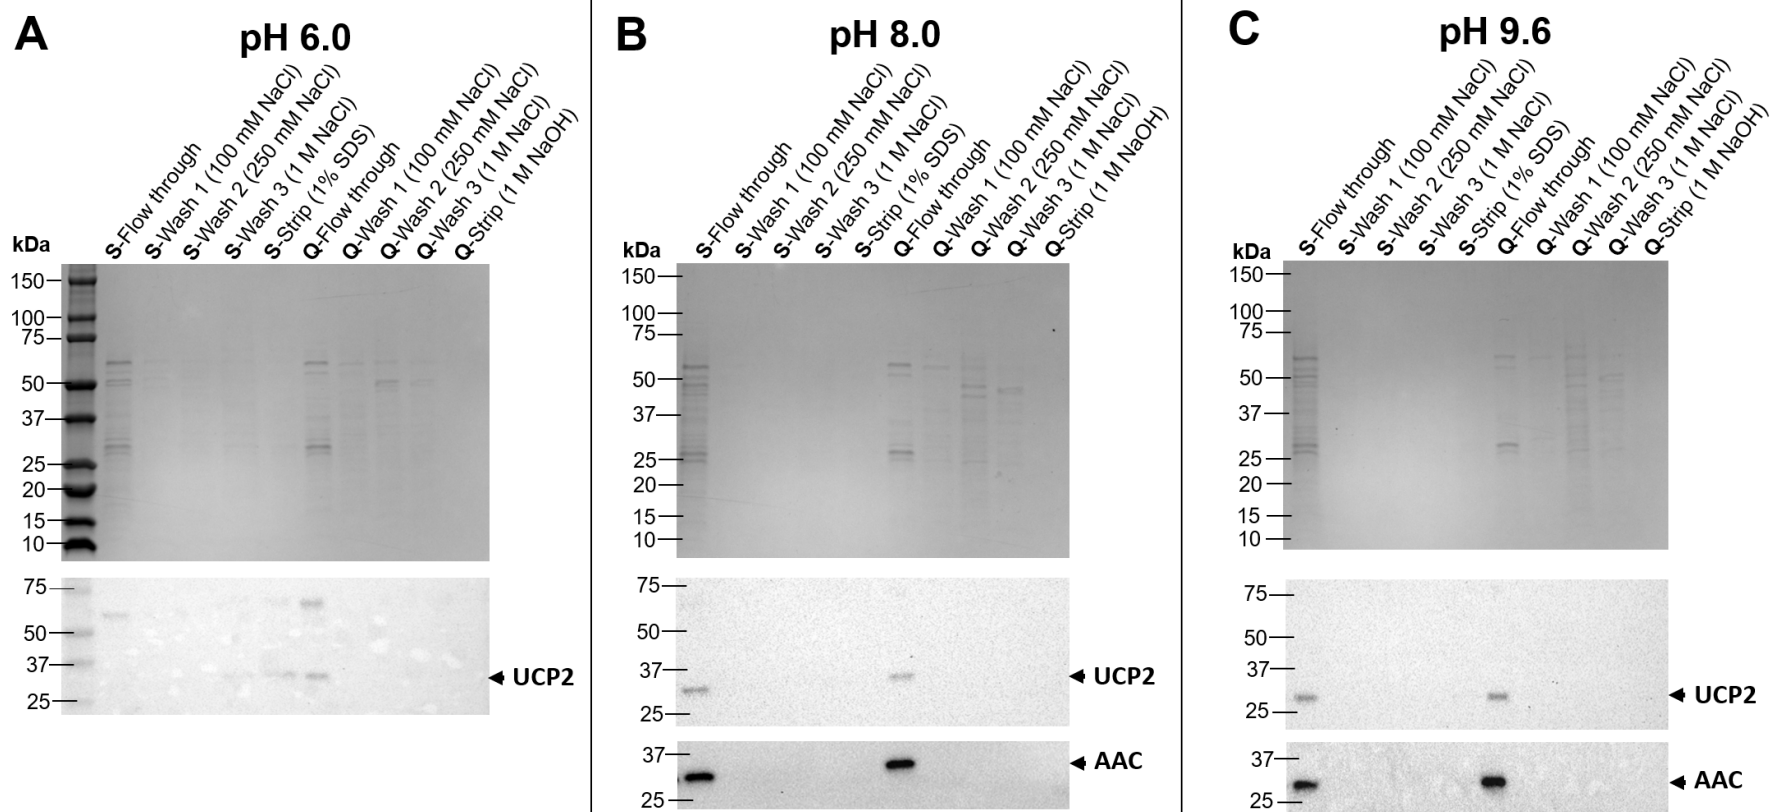 A
pH 6.0
S-Flow through
S-Wash 1 (100 mM NaCl)
S-Wash 2 (250 mM NaCl)
S-Wash 3 (1 M NaCl)
S-Strip (1% SDS)
Q-Flow through
Q-Wash 1 (100 mM NaCl)
Q-Wash 2 (250 mM NaCl)
Q-Wash 3 (1 M NaCl)
Q-Strip (1 M NaOH)
kDa
150
100
75
50
37
25
20
15
10
75
50
37
25
UCP2
B
pH 8.0
S-Flow through
S-Wash 1 (100 mM NaCl)
S-Wash 2 (250 mM NaCl)
S-Wash 3 (1 M NaCl)
S-Strip (1% SDS)
Q-Flow through
Q-Wash 1 (100 mM NaCl)
Q-Wash 2 (250 mM NaCl)
Q-Wash 3 (1 M NaCl)
Q-Strip (1 M NaOH)
kDa
150
100
75
50
37
25
20
15
10
75
50
37
25
UCP2
37
25
AAC
C
pH 9.6
S-Flow through
S-Wash 1 (100 mM NaCl)
S-Wash 2 (250 mM NaCl)
S-Wash 3 (1 M NaCl)
S-Strip (1% SDS)
Q-Flow through
Q-Wash 1 (100 mM NaCl)
Q-Wash 2 (250 mM NaCl)
Q-Wash 3 (1 M NaCl)
Q-Strip (1 M NaOH)
kDa
150
100
75
50
37
25
20
15
10
75
50
37
25
UCP2
37
25
AAC